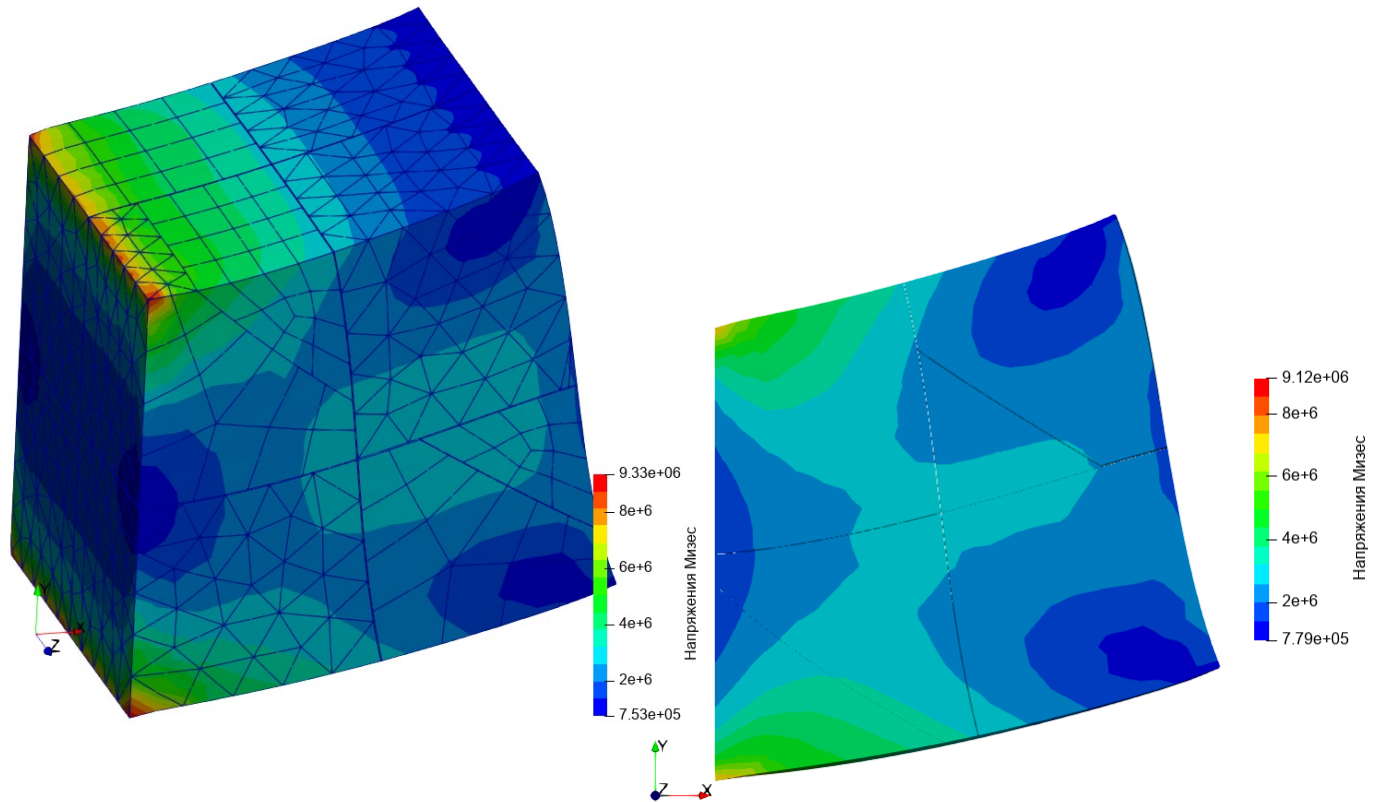 9.33e+06
8e+6
6e+6
4e+6
2e+6
7.53e+05
Напряжения Мизес
Y
X
Z
9.12e+06
8e+6
6e+6
4e+6
2e+6
7.79e+05
Напряжения Мизес
Y
Z
X